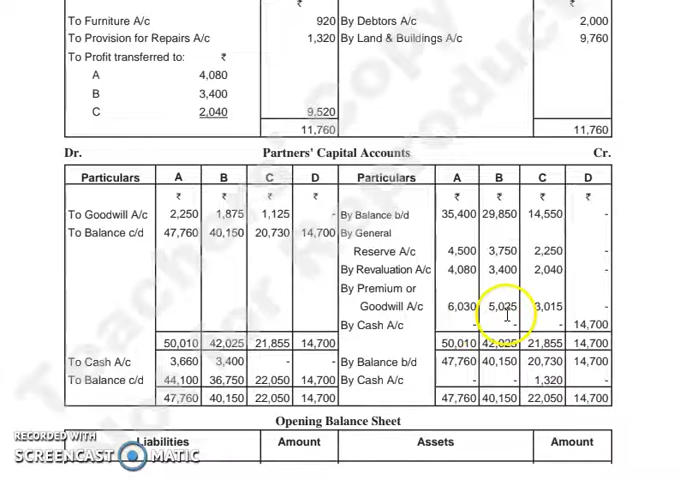 ₹ ₹
To Furniture A/c 920 By Debtors A/c 2,000
To Provision for Repairs A/c 1,320 By Land & Buildings A/c 9,760
To Profit transferred to: ₹
A 4,080
B 3,400
C 2,040 9,520
11,760 11,760
Dr. Partners' Capital Accounts Cr.
Particulars A B C D Particulars A B C D
₹ ₹ ₹ ₹ ₹ ₹ ₹ ₹
To Goodwill A/c 2,250 1,875 1,125 - By Balance b/d 35,400 29,850 14,550 -
To Balance c/d 47,760 40,150 20,730 14,700 By General
Reserve A/c 4,500 3,750 2,250 -
By Revaluation A/c 4,080 3,400 2,040 -
By Premium or
Goodwill A/c 6,030 5,025 3,015 -
By Cash A/c - - - 14,700
50,010 42,025 21,855 14,700 50,010 42,025 21,855 14,700
To Cash A/c 3,660 3,400 - - By Balance b/d 47,760 40,150 20,730 14,700
To Balance c/d 44,100 36,750 22,050 14,700 By Cash A/c - - 1,320 -
47,760 40,150 22,050 14,700 47,760 40,150 22,050 14,700
Opening Balance Sheet
Liabilities Amount Assets Amount
RECORDED WITH
SCREENCAST MATIC
Teachers' Copy
Not for Reproduc